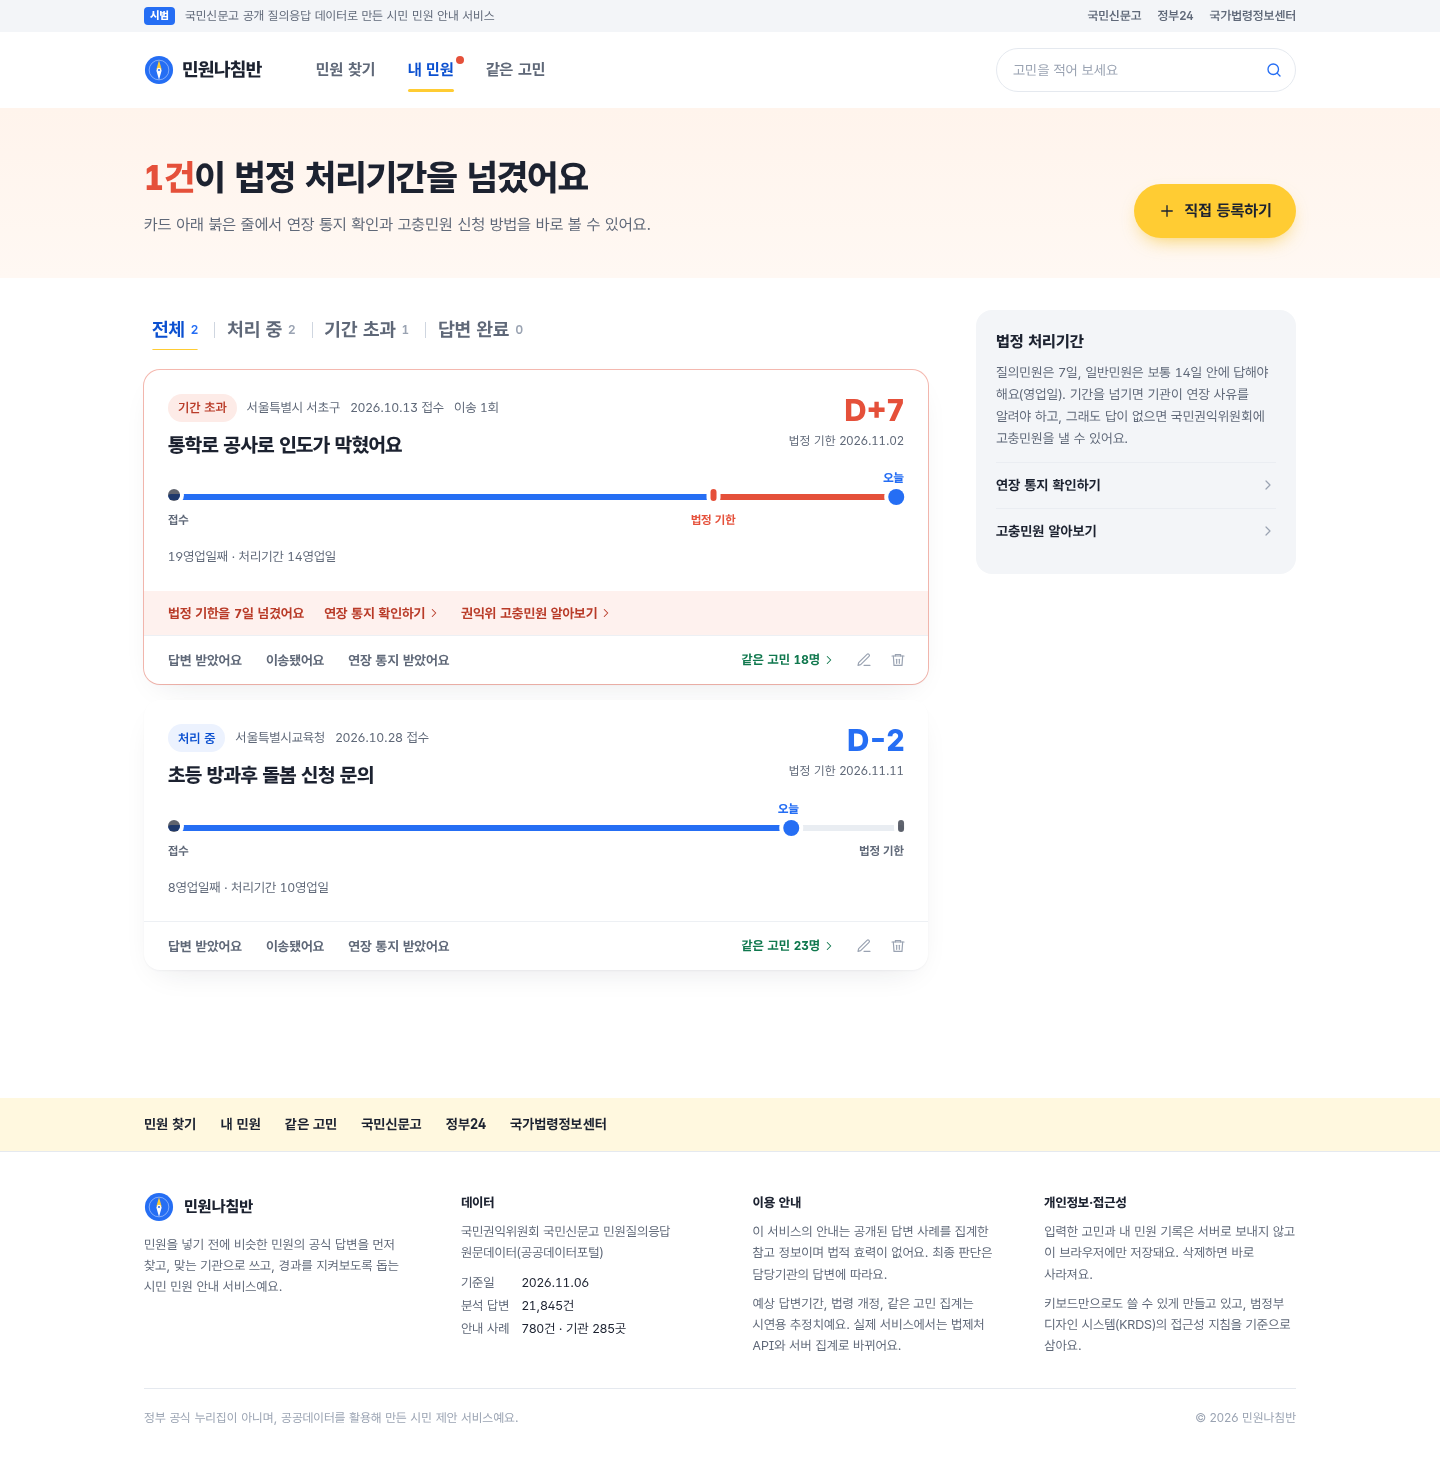 시범 국민신문고 공개 질의응답 데이터로 만든 시민 민원 안내 서비스 국민신문고 정부24 국가법령정보센터
민원나침반 민원 찾기 내 민원 같은 고민 고민을 적어 보세요
1건이 법정 처리기간을 넘겼어요
카드 아래 붉은 줄에서 연장 통지 확인과 고충민원 신청 방법을 바로 볼 수 있어요.
직접 등록하기
전체 2 처리 중 2 기간 초과 1 답변 완료 0
기간 초과 서울특별시 서초구 2026.10.13 접수 이송 1회
D+7
통학로 공사로 인도가 막혔어요
법정 기한 2026.11.02
오늘
접수 법정 기한
19영업일째 · 처리기간 14영업일
법정 기한을 7일 넘겼어요 연장 통지 확인하기 권익위 고충민원 알아보기
답변 받았어요 이송됐어요 연장 통지 받았어요 같은 고민 18명
처리 중 서울특별시교육청 2026.10.28 접수
D-2
초등 방과후 돌봄 신청 문의
법정 기한 2026.11.11
오늘
접수 법정 기한
8영업일째 · 처리기간 10영업일
답변 받았어요 이송됐어요 연장 통지 받았어요 같은 고민 23명
법정 처리기간
질의민원은 7일, 일반민원은 보통 14일 안에 답해야
해요(영업일). 기간을 넘기면 기관이 연장 사유를
알려야 하고, 그래도 답이 없으면 국민권익위원회에
고충민원을 낼 수 있어요.
연장 통지 확인하기
고충민원 알아보기
민원 찾기 내 민원 같은 고민 국민신문고 정부24 국가법령정보센터
민원나침반
민원을 넣기 전에 비슷한 민원의 공식 답변을 먼저
찾고, 맞는 기관으로 쓰고, 경과를 지켜보도록 돕는
시민 민원 안내 서비스예요.
데이터
국민권익위원회 국민신문고 민원질의응답
원문데이터(공공데이터포털)
기준일 2026.11.06
분석 답변 21,845건
안내 사례 780건 · 기관 285곳
이용 안내
이 서비스의 안내는 공개된 답변 사례를 집계한
참고 정보이며 법적 효력이 없어요. 최종 판단은
담당기관의 답변에 따라요.
예상 답변기간, 법령 개정, 같은 고민 집계는
시연용 추정치예요. 실제 서비스에서는 법제처
API와 서버 집계로 바뀌어요.
개인정보·접근성
입력한 고민과 내 민원 기록은 서버로 보내지 않고
이 브라우저에만 저장돼요. 삭제하면 바로
사라져요.
키보드만으로도 쓸 수 있게 만들고 있고, 범정부
디자인 시스템(KRDS)의 접근성 지침을 기준으로
삼아요.
정부 공식 누리집이 아니며, 공공데이터를 활용해 만든 시민 제안 서비스예요.
© 2026 민원나침반